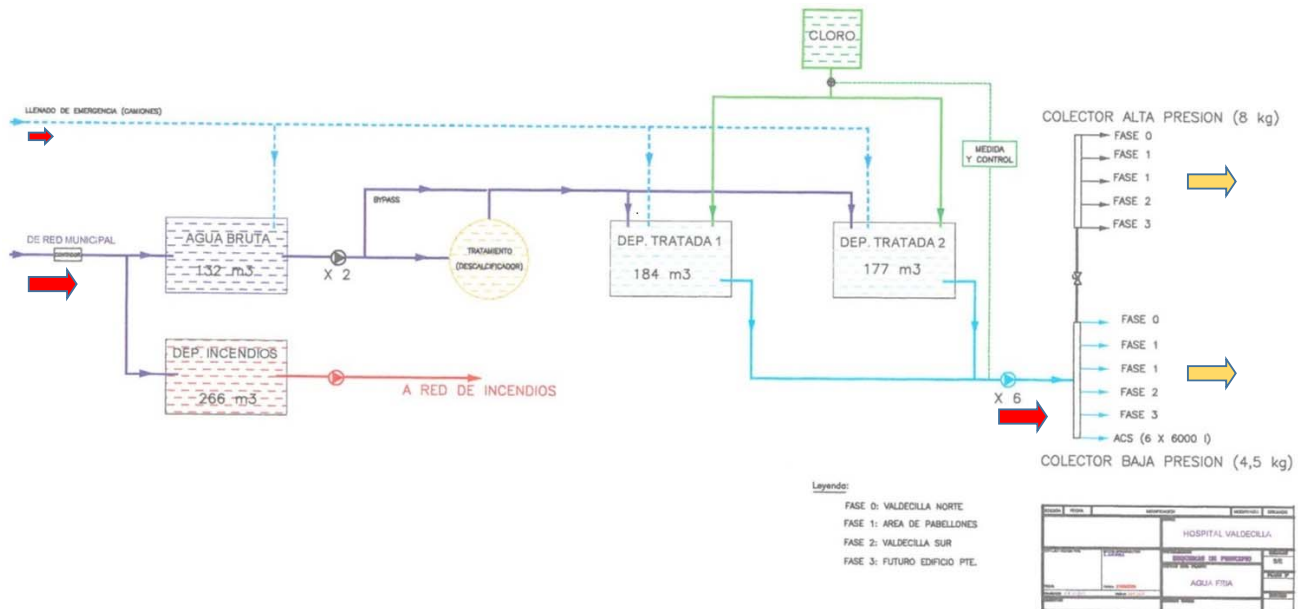 CLORO
LLENADO DE EMERGENCIA (CAMIONES)
COLECTOR ALTA PRESION (8 kg)
FASE 0
FASE 1
FASE 1
FASE 2
FASE 3
MEDIDA
Y CONTROL
BYPASS
DE RED MUNICIPAL
CONTADOR
AGUA BRUTA
132 m3
X 2
TRATAMIENTO
(DESCALCIFICADOR)
DEP. TRATADA 1
184 m3
DEP. TRATADA 2
177 m3
DEP. INCENDIOS
266 m3
A RED DE INCENDIOS
X 6
FASE 0
FASE 1
FASE 1
FASE 2
FASE 3
ACS (6 X 6000 l)
COLECTOR BAJA PRESION (4,5 kg)
Leyenda:
FASE 0: VALDECILLA NORTE
FASE 1: AREA DE PABELLONES
FASE 2: VALDECILLA SUR
FASE 3: FUTURO EDIFICIO PTE.
HOSPITAL VALDECILLA
ESQUEMAS DE PRINCIPIO
AGUA FRIA